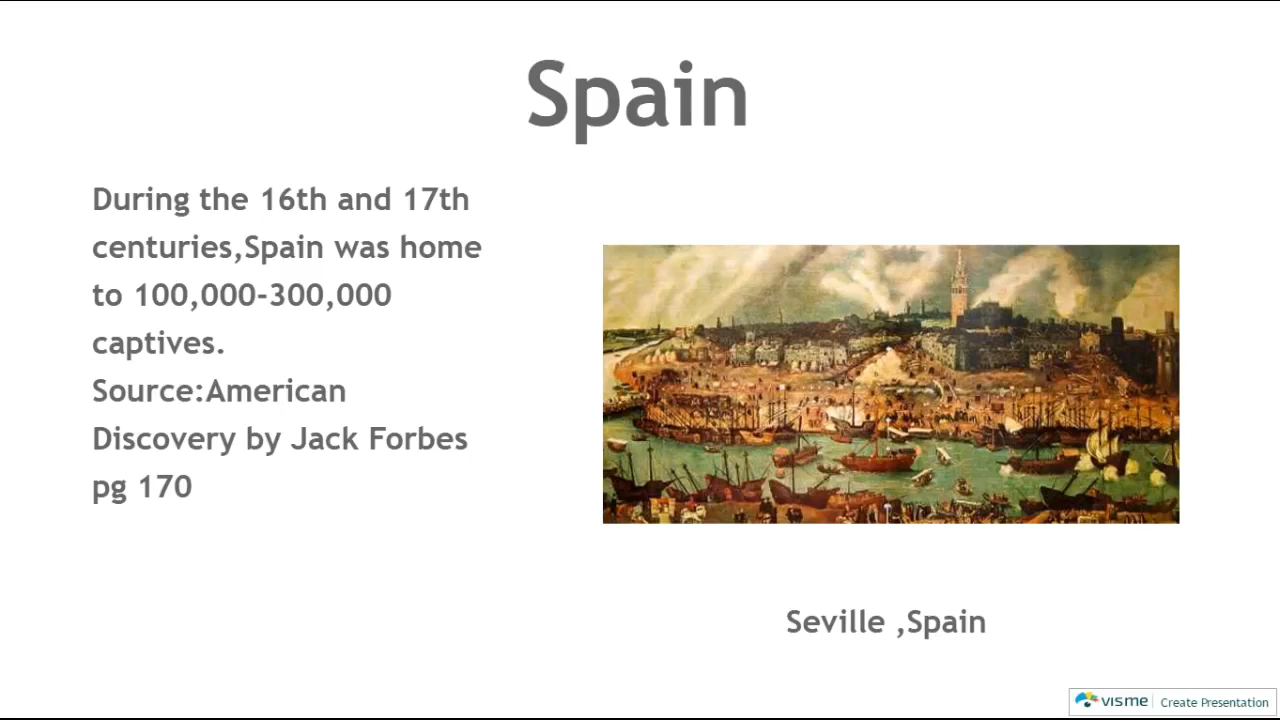 Spain
During the 16th and 17th
centuries,Spain was home
to 100,000-300,000
captives.
Source:American
Discovery by Jack Forbes
pg 170
Seville ,Spain
visme Create Presentation